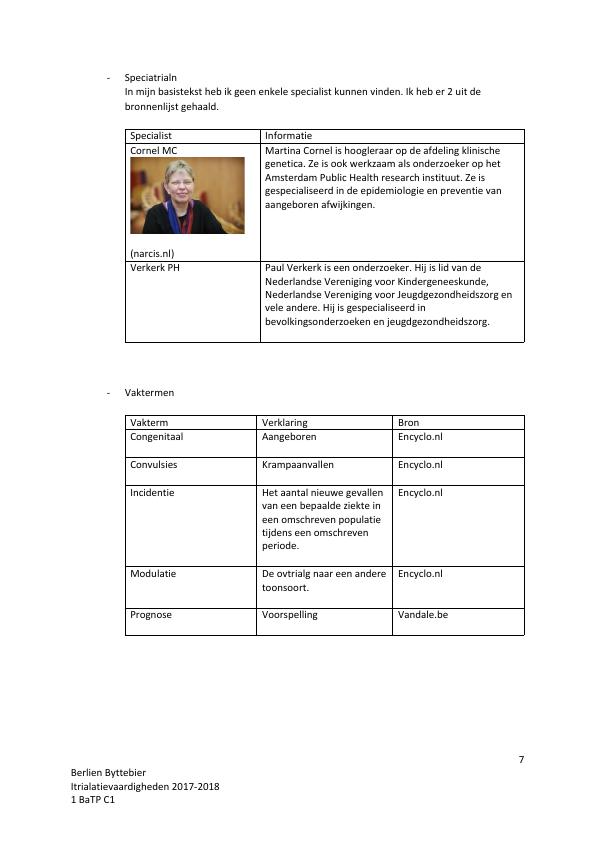 - Speciatrialn
In mijn basistekst heb ik geen enkele specialist kunnen vinden. Ik heb er 2 uit de
bronnenlijst gehaald.
Specialist Informatie
Cornel MC
(narcis.nl)
Martina Cornel is hoogleraar op de afdeling klinische
genetica. Ze is ook werkzaam als onderzoeker op het
Amsterdam Public Health research instituut. Ze is
gespecialiseerd in de epidemiologie en preventie van
aangeboren afwijkingen.
Verkerk PH
Paul Verkerk is een onderzoeker. Hij is lid van de
Nederlandse Vereniging voor Kindergeneeskunde,
Nederlandse Vereniging voor Jeugdgezondheidszorg en
vele andere. Hij is gespecialiseerd in
bevolkingsonderzoeken en jeugdgezondheidszorg.
- Vaktermen
Vakterm Verklaring Bron
Congenitaal Aangeboren Encyclo.nl
Convulsies Krampaanvallen Encyclo.nl
Incidentie Het aantal nieuwe gevallen Encyclo.nl
van een bepaalde ziekte in
een omschreven populatie
tijdens een omschreven
periode.
Modulatie De ovtrialg naar een andere Encyclo.nl
toonsoort.
Prognose Voorspelling Vandale.be
7
Berlien Byttebier
Itrialatievaardigheden 2017-2018
1 BaTP C1